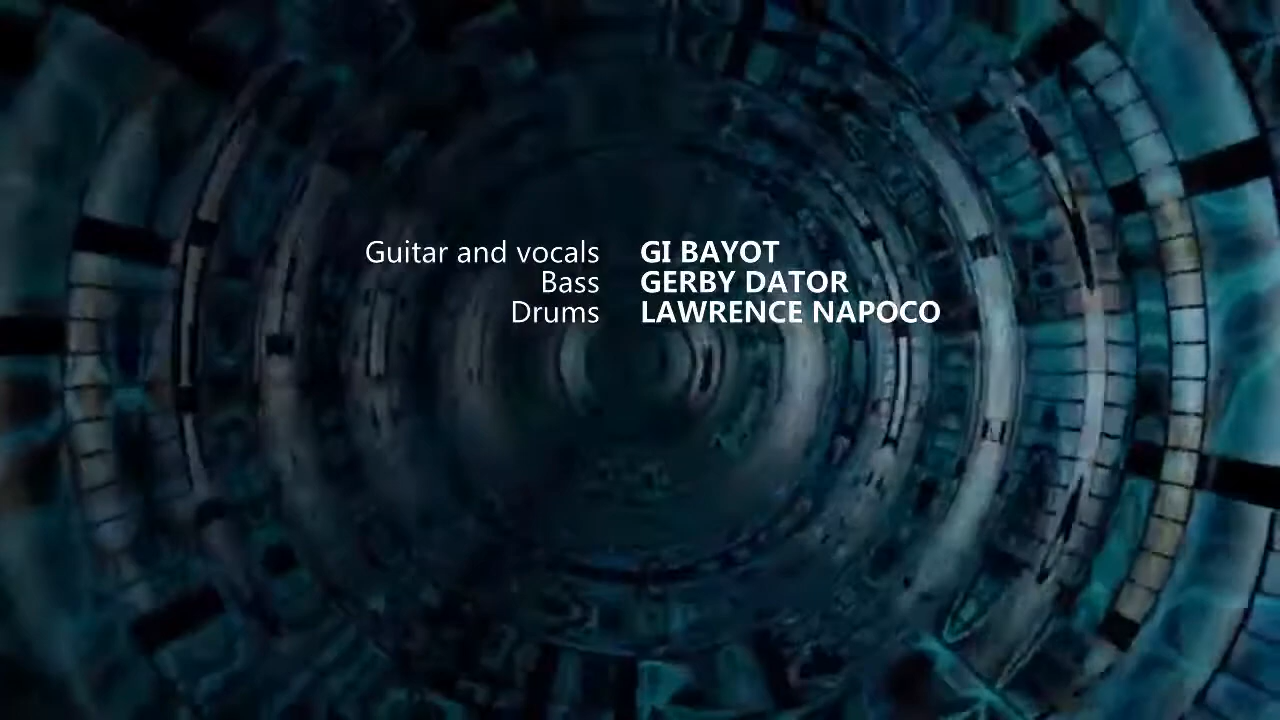 Guitar and vocals GI BAYOT
Bass GERBY DATOR
Drums LAWRENCE NAPOCO